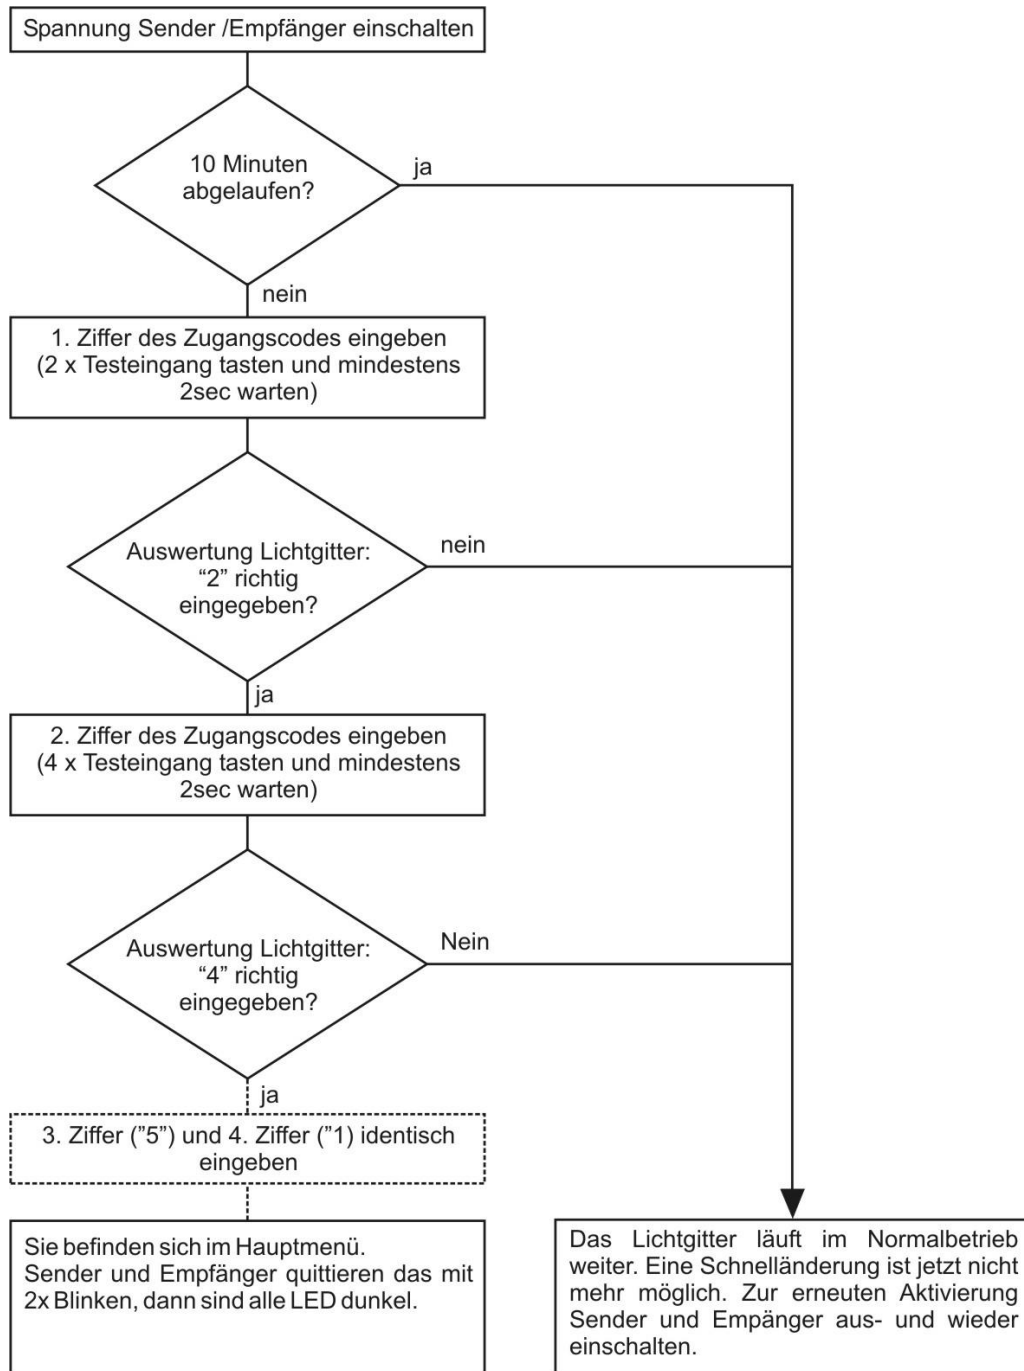 Spannung Sender /Empfänger einschalten
10 Minuten
abgelaufen?
ja
nein
1. Ziffer des Zugangscodes eingeben
(2 x Testeingang tasten und mindestens
2sec warten)
Auswertung Lichtgitter:
“2” richtig
eingegeben?
nein
ja
2. Ziffer des Zugangscodes eingeben
(4 x Testeingang tasten und mindestens
2sec warten)
Auswertung Lichtgitter:
“4” richtig
eingegeben?
Nein
ja
3. Ziffer (”5”) und 4. Ziffer (”1) identisch
eingeben
Sie befinden sich im Hauptmenü.
Sender und Empfänger quittieren das mit
2x Blinken, dann sind alle LED dunkel.
Das Lichtgitter läuft im Normalbetrieb
weiter. Eine Schnelländerung ist jetzt nicht
mehr möglich. Zur erneuten Aktivierung
Sender und Empänger aus- und wieder
einschalten.